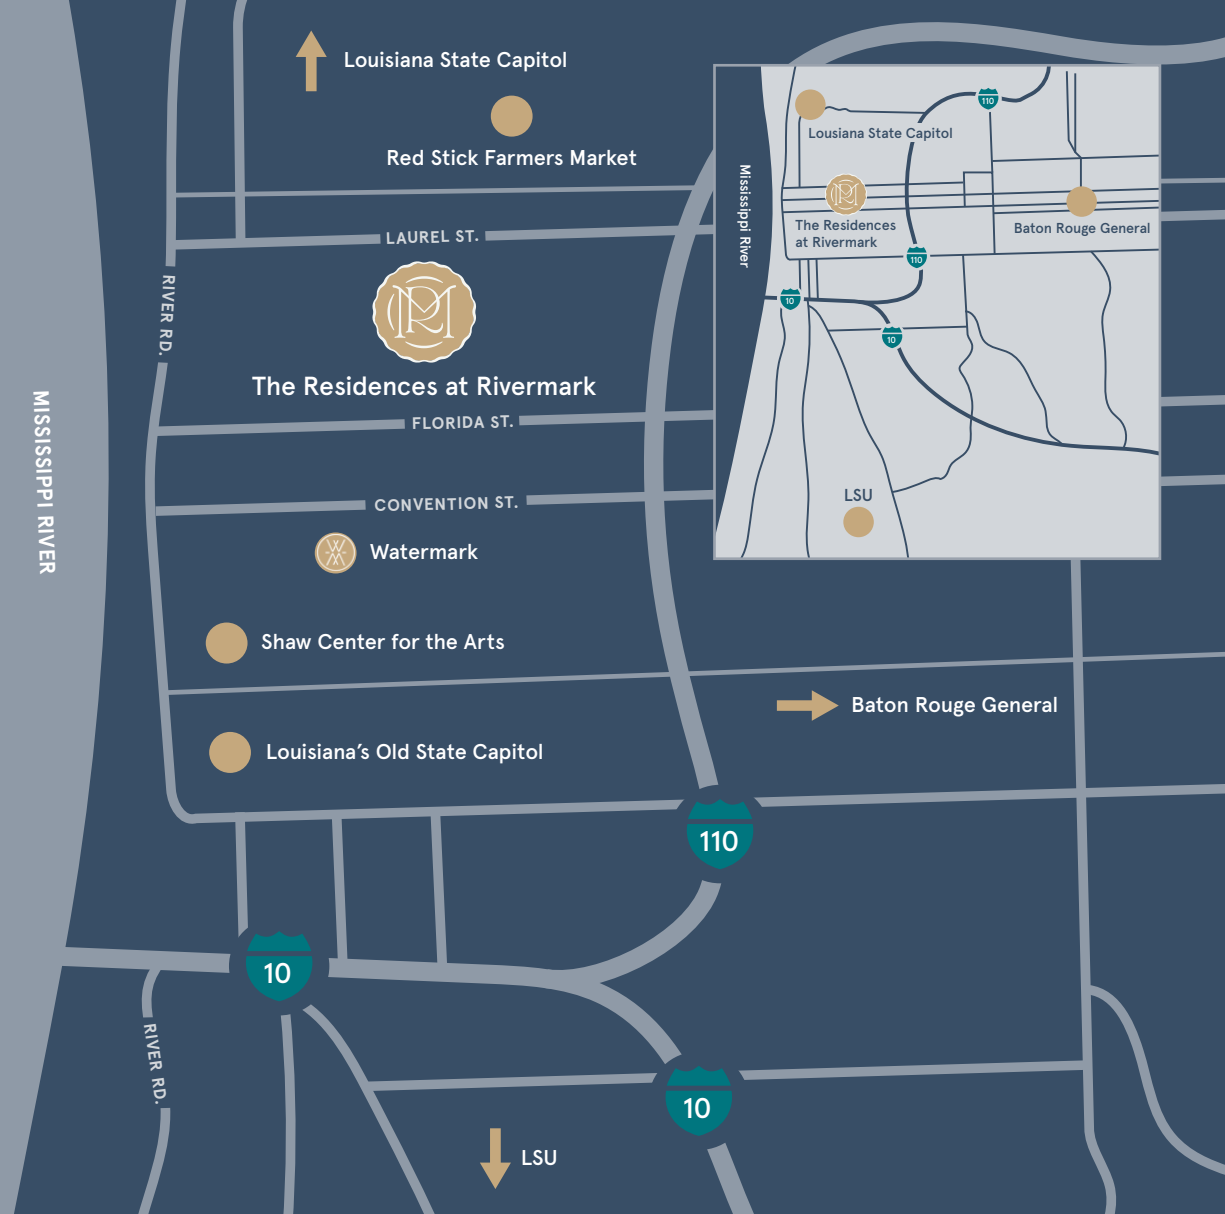 Louisiana State Capitol
Red Stick Farmers Market
LAUREL ST.
RIVER RD.
RM
The Residences at Rivermark
FLORIDA ST.
MISSISSIPPI RIVER
CONVENTION ST.
Watermark
Shaw Center for the Arts
Louisiana's Old State Capitol
Baton Rouge General
110
10
RIVER RD.
10
LSU
110
Lousiana State Capitol
Mississippi River
RM
The Residences
at Rivermark
Baton Rouge General
110
10
10
LSU